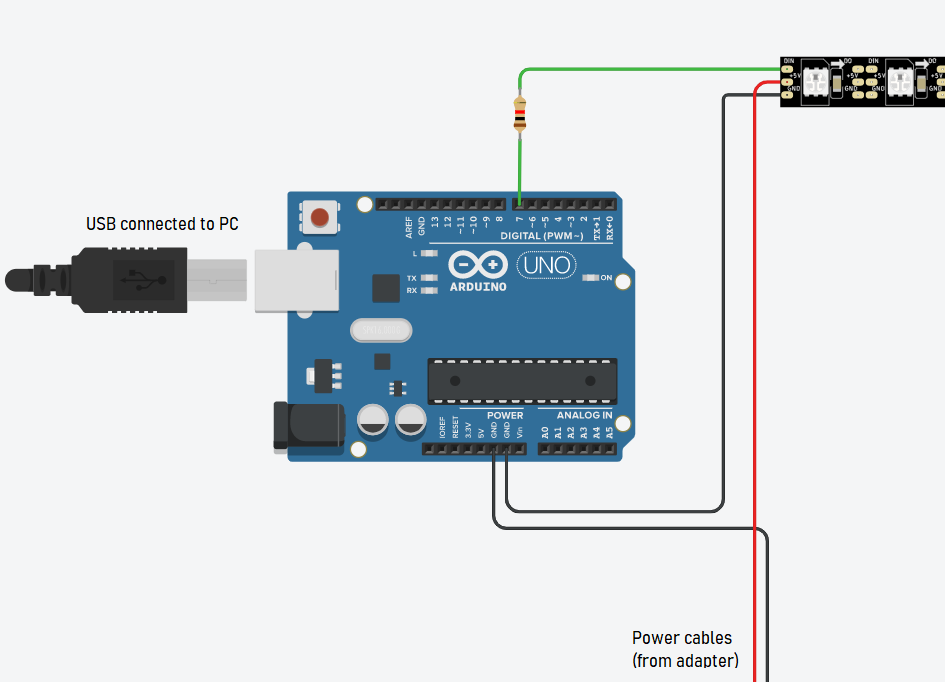 DIN
DO
DIN
DO
+5V
+5V
+5V
+5V
GND
GND
GND
GND
USB connected to PC
AREF
GND
13
12
~11
~10
~9
8
7
~6
~5
4
~3
2
TX→1
RX←0
DIGITAL (PWM~)
L
TX
RX
ARDUINO
UNO
ON
POWER
ANALOG IN
IOREF
RESET
3.3V
5V
GND
GND
Vin
A0
A1
A2
A3
A4
A5
Power cables
(from adapter)